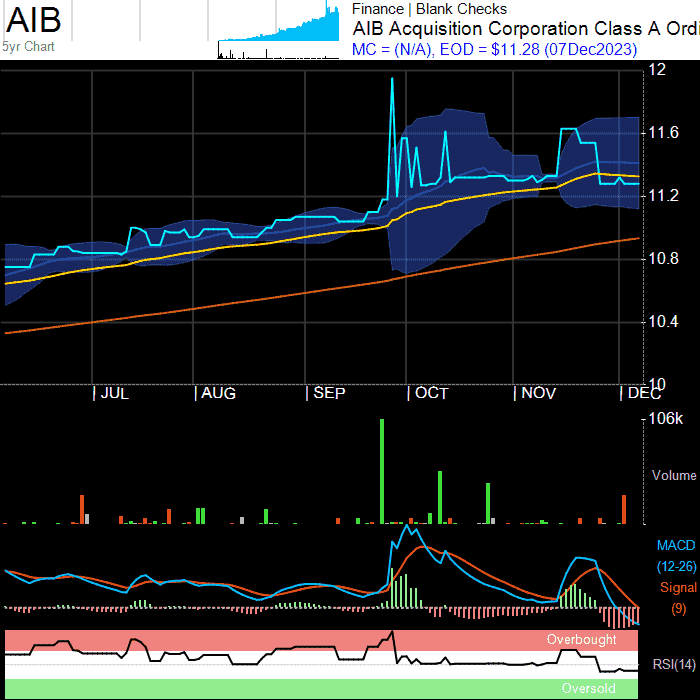 AIB
5yr Chart
Finance | Blank Checks
AIB Acquisition Corporation Class A Ordi
MC = (N/A), EOD = $11.28 (07Dec2023)
12
11.6
11.2
10.8
10.4
10
| JUL | AUG | SEP | OCT | NOV | DEC
106k
Volume
MACD
(12-26)
Signal
(9)
Overbought
RSI(14)
Oversold